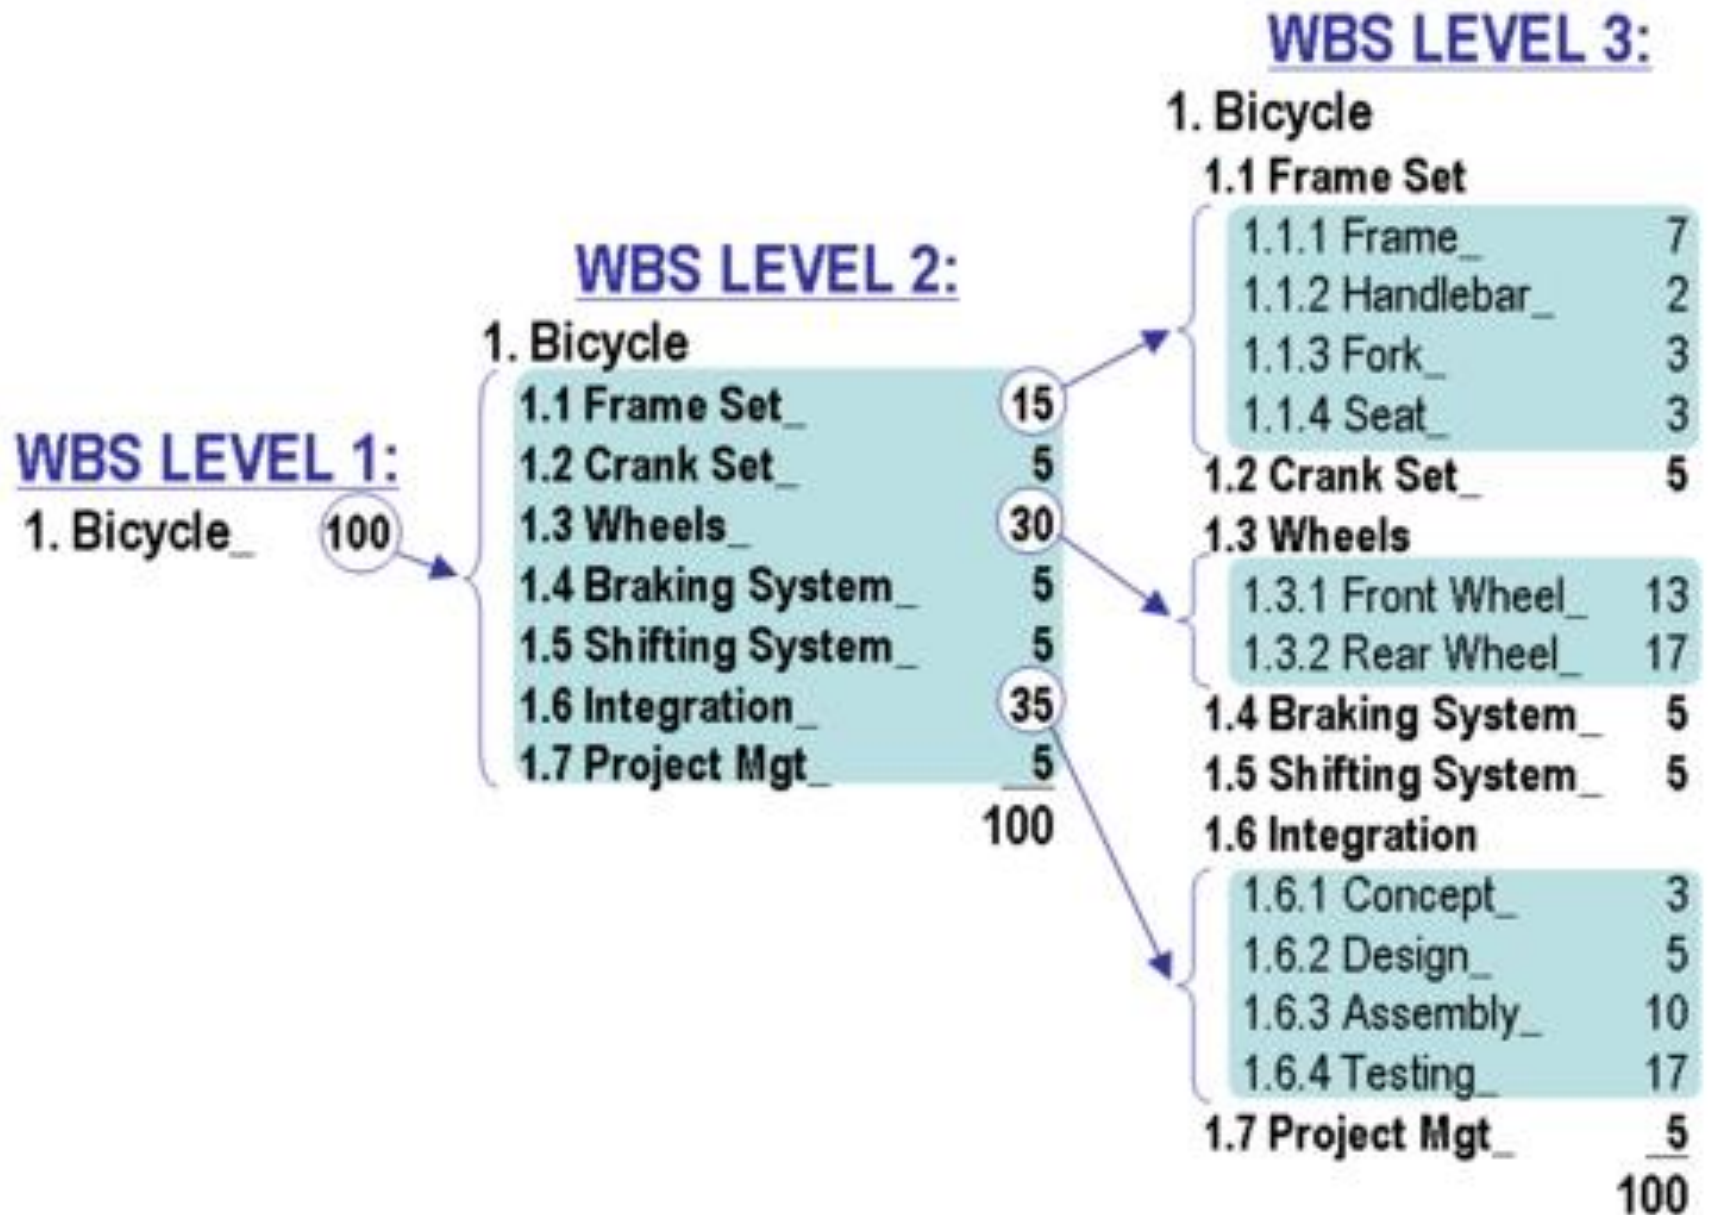 WBS LEVEL 1:
1. Bicycle_ 100
WBS LEVEL 2:
1. Bicycle
1.1 Frame Set_ 15
1.2 Crank Set_ 5
1.3 Wheels_ 30
1.4 Braking System_ 5
1.5 Shifting System_ 5
1.6 Integration_ 35
1.7 Project Mgt_ 5
100
WBS LEVEL 3:
1. Bicycle
1.1 Frame Set
1.1.1 Frame_ 7
1.1.2 Handlebar_ 2
1.1.3 Fork_ 3
1.1.4 Seat_ 3
1.2 Crank Set_ 5
1.3 Wheels
1.3.1 Front Wheel_ 13
1.3.2 Rear Wheel_ 17
1.4 Braking System_ 5
1.5 Shifting System_ 5
1.6 Integration
1.6.1 Concept_ 3
1.6.2 Design_ 5
1.6.3 Assembly_ 10
1.6.4 Testing_ 17
1.7 Project Mgt_ 5
100